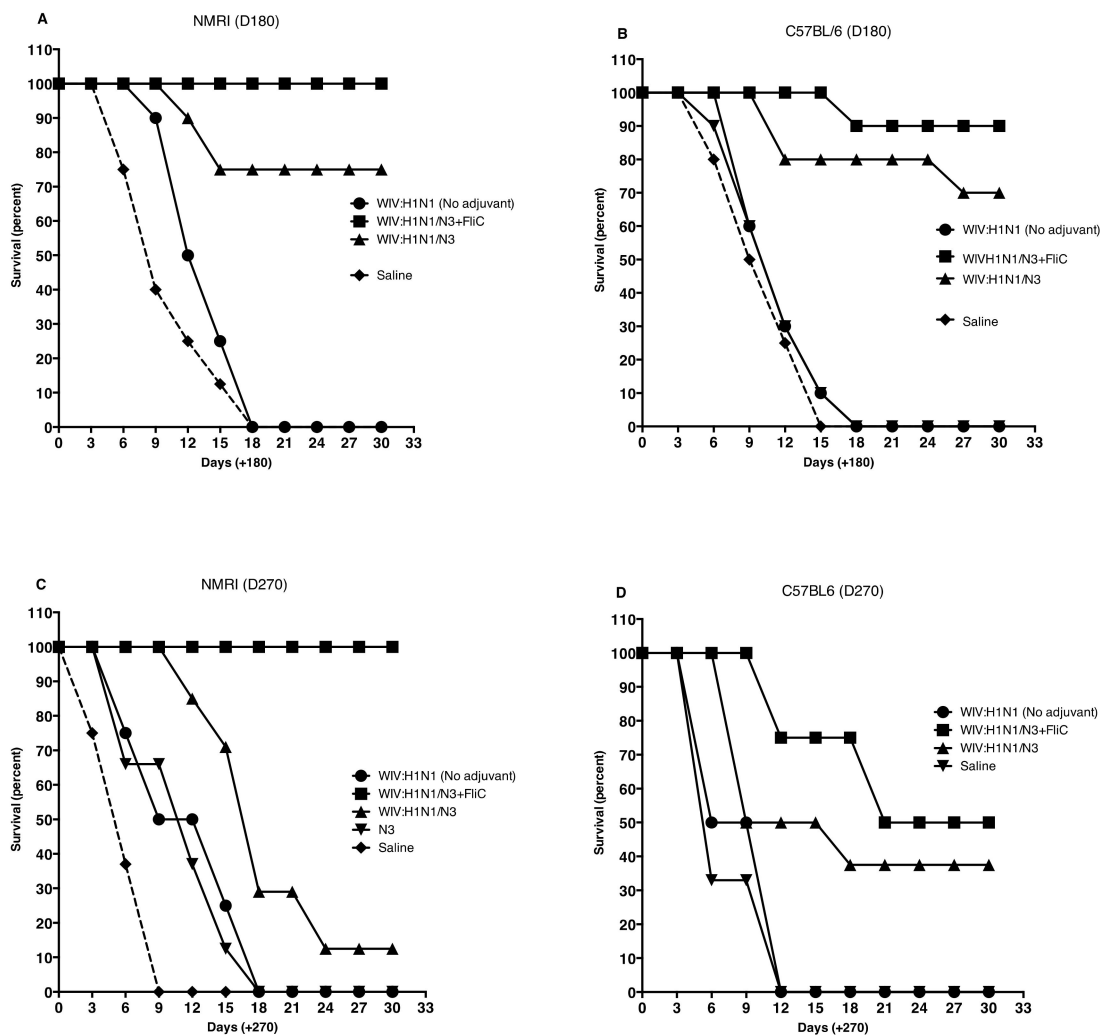 A
NMRI (D180)
110
100
90
80
70
60
50
40
30
20
10
0
Survival (percent)
0 3 6 9 12 15 18 21 24 27 30 33
Days (+180)
WIV:H1N1 (No adjuvant)
WIV:H1N1/N3+FliC
WIV:H1N1/N3
Saline
B
C57BL/6 (D180)
110
100
90
80
70
60
50
40
30
20
10
0
Survival (percent)
0 3 6 9 12 15 18 21 24 27 30 33
Days (+180)
WIV:H1N1 (No adjuvant)
WIVH1N1/N3+FliC
WIV:H1N1/N3
Saline
C
NMRI (D270)
110
100
90
80
70
60
50
40
30
20
10
0
Survival (percent)
0 3 6 9 12 15 18 21 24 27 30 33
Days (+270)
WIV:H1N1 (No adjuvant)
WIV:H1N1/N3+FliC
WIV:H1N1/N3
N3
Saline
D
C57BL6 (D270)
110
100
90
80
70
60
50
40
30
20
10
0
Survival (percent)
0 3 6 9 12 15 18 21 24 27 30 33
Days (+270)
WIV:H1N1 (No adjuvant)
WIV:H1N1/N3+FliC
WIV:H1N1/N3
Saline